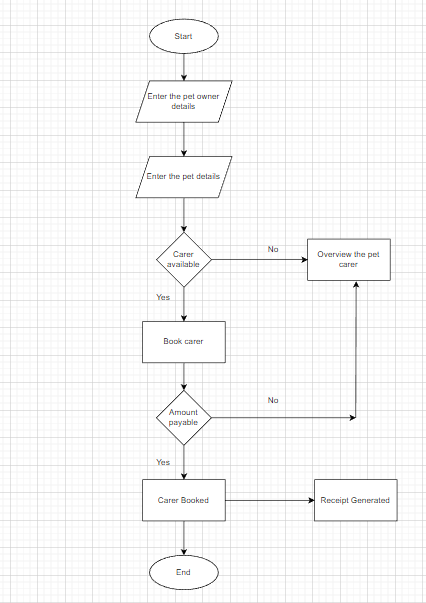 Start
Enter the pet owner
details
Enter the pet details
Carer
available
No
Overview the pet
carer
Yes
Book carer
Amount
payable
No
Yes
Carer Booked
Receipt Generated
End